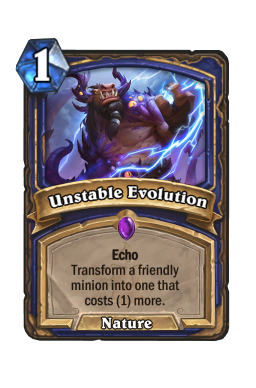 1
Unstable Evolution
Echo
Transform a friendly
minion into one that
costs (1) more.
Nature